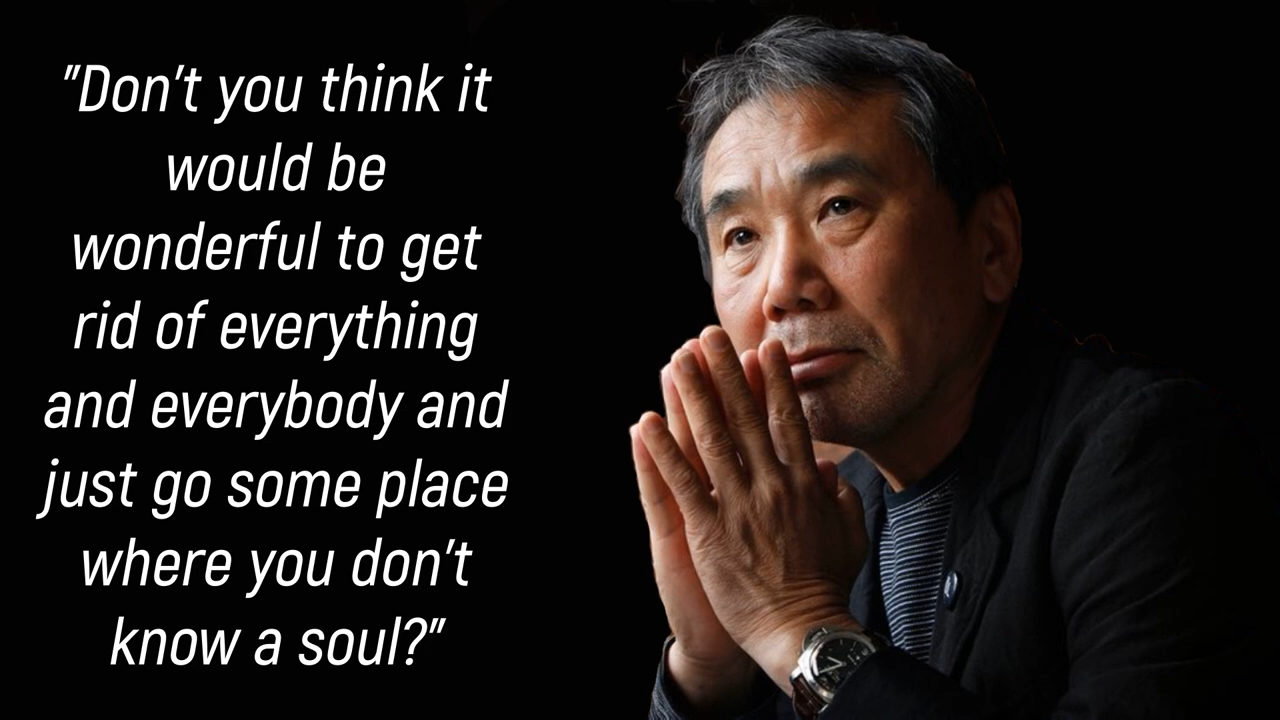 "Don't you think it
would be
wonderful to get
rid of everything
and everybody and
just go some place
where you don't
know a soul?"